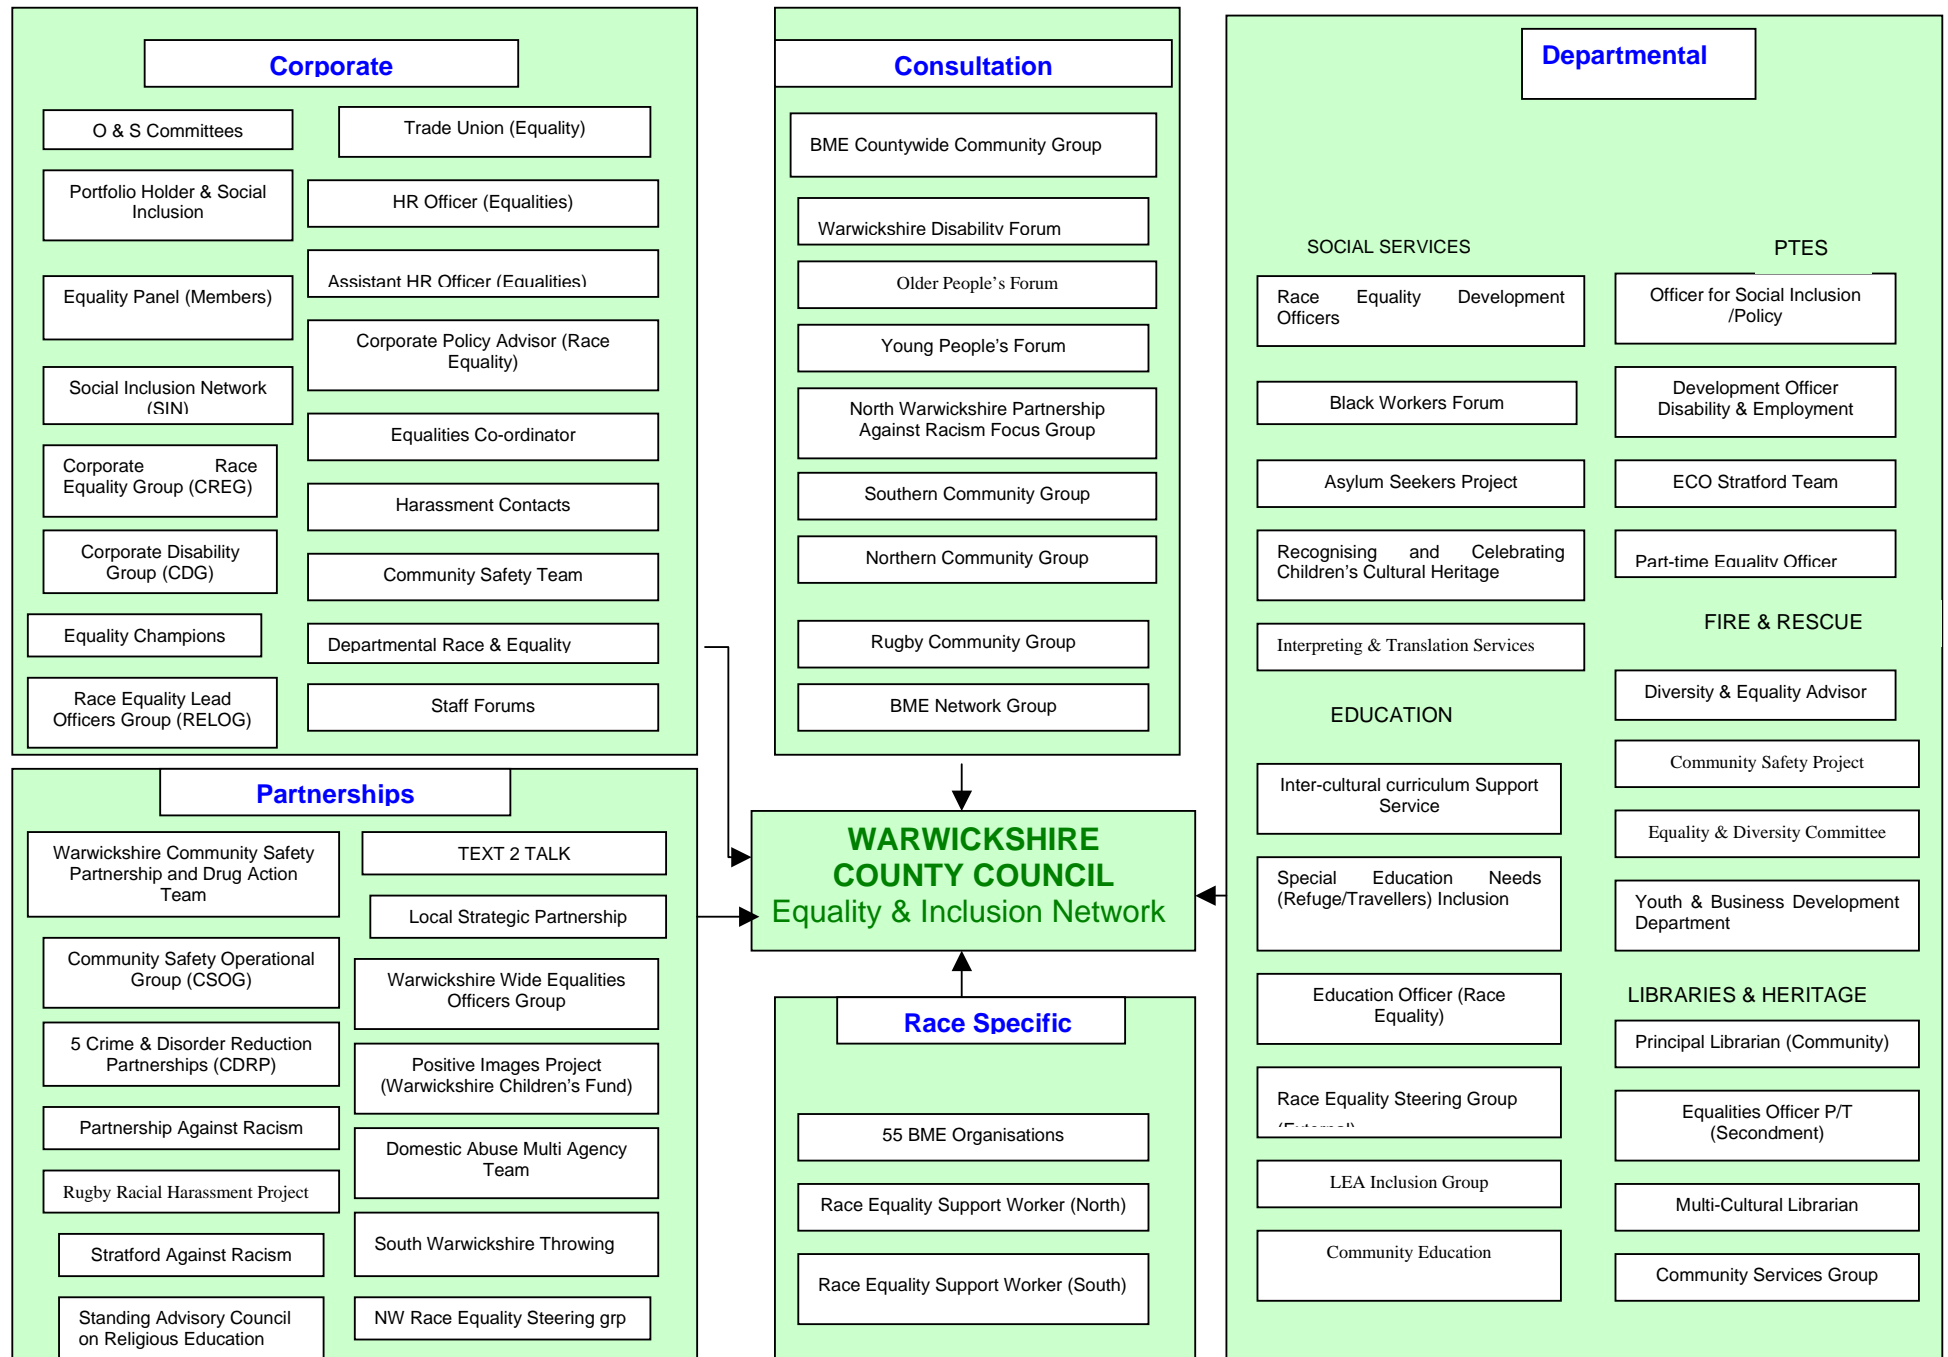 Corporate
O & S Committees
Portfolio Holder & Social
Inclusion
Equality Panel (Members)
Social Inclusion Network
(SIN)
Corporate Race
Equality Group (CREG)
Corporate Disability
Group (CDG)
Equality Champions
Race Equality Lead
Officers Group (RELOG)
Trade Union (Equality)
HR Officer (Equalities)
Assistant HR Officer (Equalities)
Corporate Policy Advisor (Race
Equality)
Equalities Co-ordinator
Harassment Contacts
Community Safety Team
Departmental Race & Equality
Staff Forums
Partnerships
Warwickshire Community Safety
Partnership and Drug Action
Team
Community Safety Operational
Group (CSOG)
5 Crime & Disorder Reduction
Partnerships (CDRP)
Partnership Against Racism
Rugby Racial Harassment Project
Stratford Against Racism
Standing Advisory Council
on Religious Education
TEXT 2 TALK
Local Strategic Partnership
Warwickshire Wide Equalities
Officers Group
Positive Images Project
(Warwickshire Children's Fund)
Domestic Abuse Multi Agency
Team
South Warwickshire Throwing
NW Race Equality Steering grp
Consultation
BME Countywide Community Group
Warwickshire Disability Forum
Older People's Forum
Young People's Forum
North Warwickshire Partnership
Against Racism Focus Group
Southern Community Group
Northern Community Group
Rugby Community Group
BME Network Group
WARWICKSHIRE
COUNTY COUNCIL
Equality & Inclusion Network
Race Specific
55 BME Organisations
Race Equality Support Worker (North)
Race Equality Support Worker (South)
Departmental
SOCIAL SERVICES
Race Equality Development
Officers
Black Workers Forum
Asylum Seekers Project
Recognising and Celebrating
Children's Cultural Heritage
Interpreting & Translation Services
EDUCATION
Inter-cultural curriculum Support
Service
Special Education Needs
(Refuge/Travellers) Inclusion
Education Officer (Race
Equality)
Race Equality Steering Group
(External)
LEA Inclusion Group
Community Education
PTES
Officer for Social Inclusion
/Policy
Development Officer
Disability & Employment
ECO Stratford Team
Part-time Equality Officer
FIRE & RESCUE
Diversity & Equality Advisor
Community Safety Project
Equality & Diversity Committee
Youth & Business Development
Department
LIBRARIES & HERITAGE
Principal Librarian (Community)
Equalities Officer P/T
(Secondment)
Multi-Cultural Librarian
Community Services Group